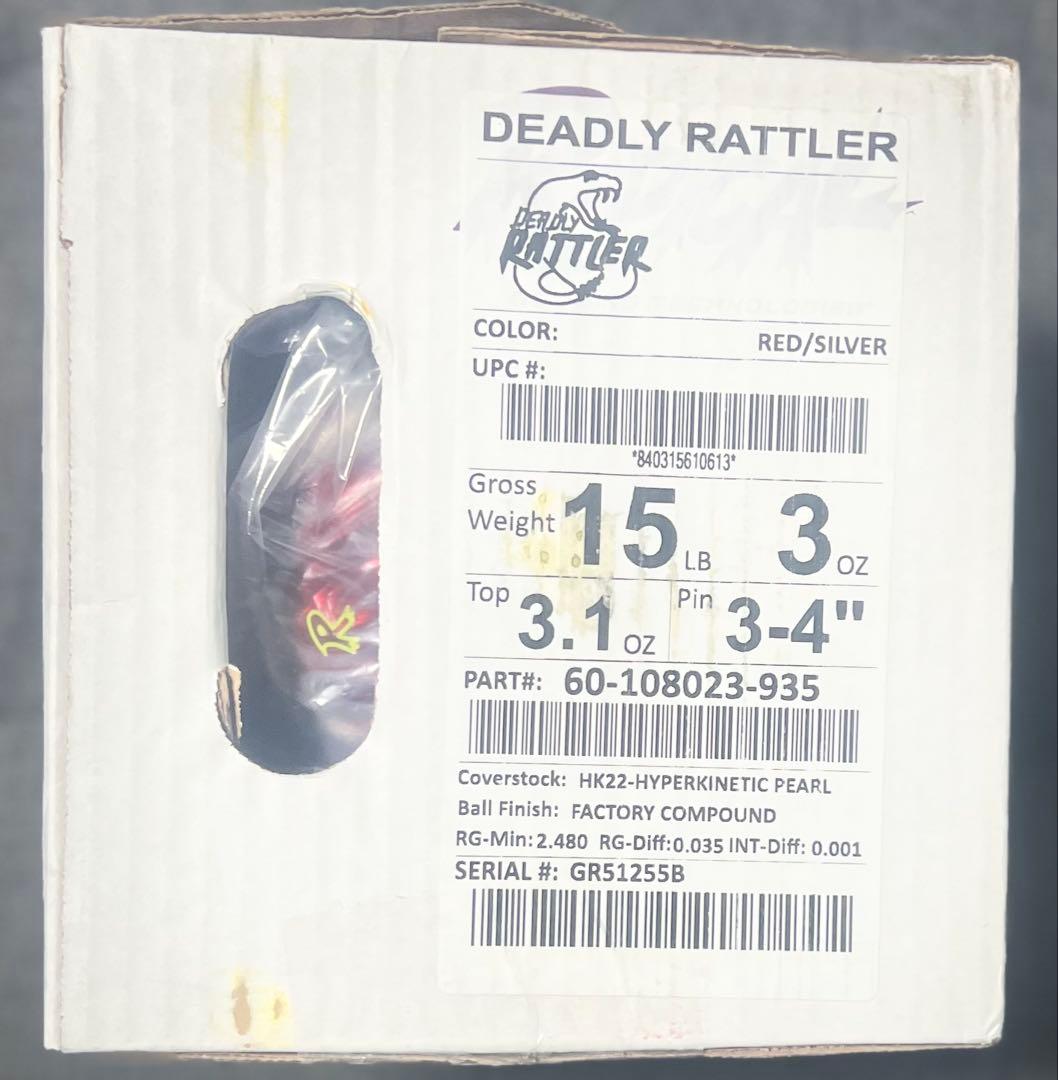 DEADLY RATTLER
DEADLY
RATTLER
COLOR: RED/SILVER
UPC #:
*840315610613*
Gross
Weight 15 LB 3 OZ
Top 3.1 OZ Pin 3-4"
PART#: 60-108023-935
Coverstock: HK22-HYPERKINETIC PEARL
Ball Finish: FACTORY COMPOUND
RG-Min: 2.480 RG-Diff:0.035 INT-Diff: 0.001
SERIAL #: GR51255B
R